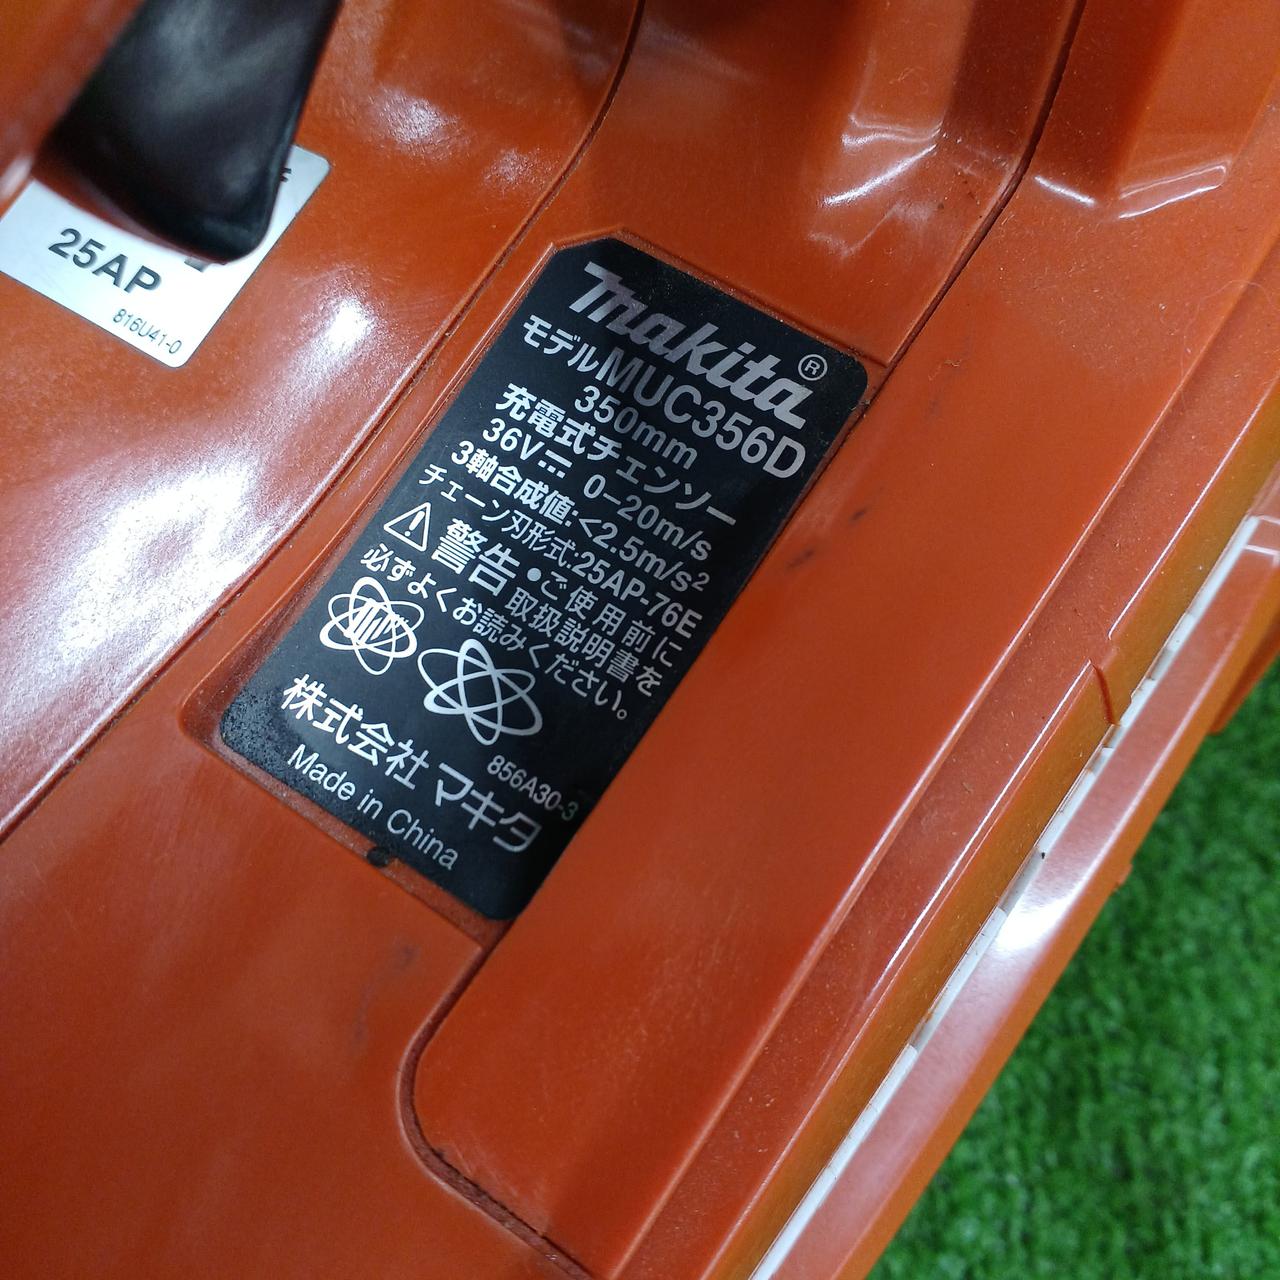 25AP
816U41-0
makita®
モデルMUC356D
350mm
充電式チェンソー
36V⎓ 0-20m/s
3軸合成値:<2.5m/s²
チェーン刃形式:25AP-76E
⚠警告•ご使用前に
取扱説明書を
必ずよくお読みください。
856A30-3
株式会社マキタ
Made in China